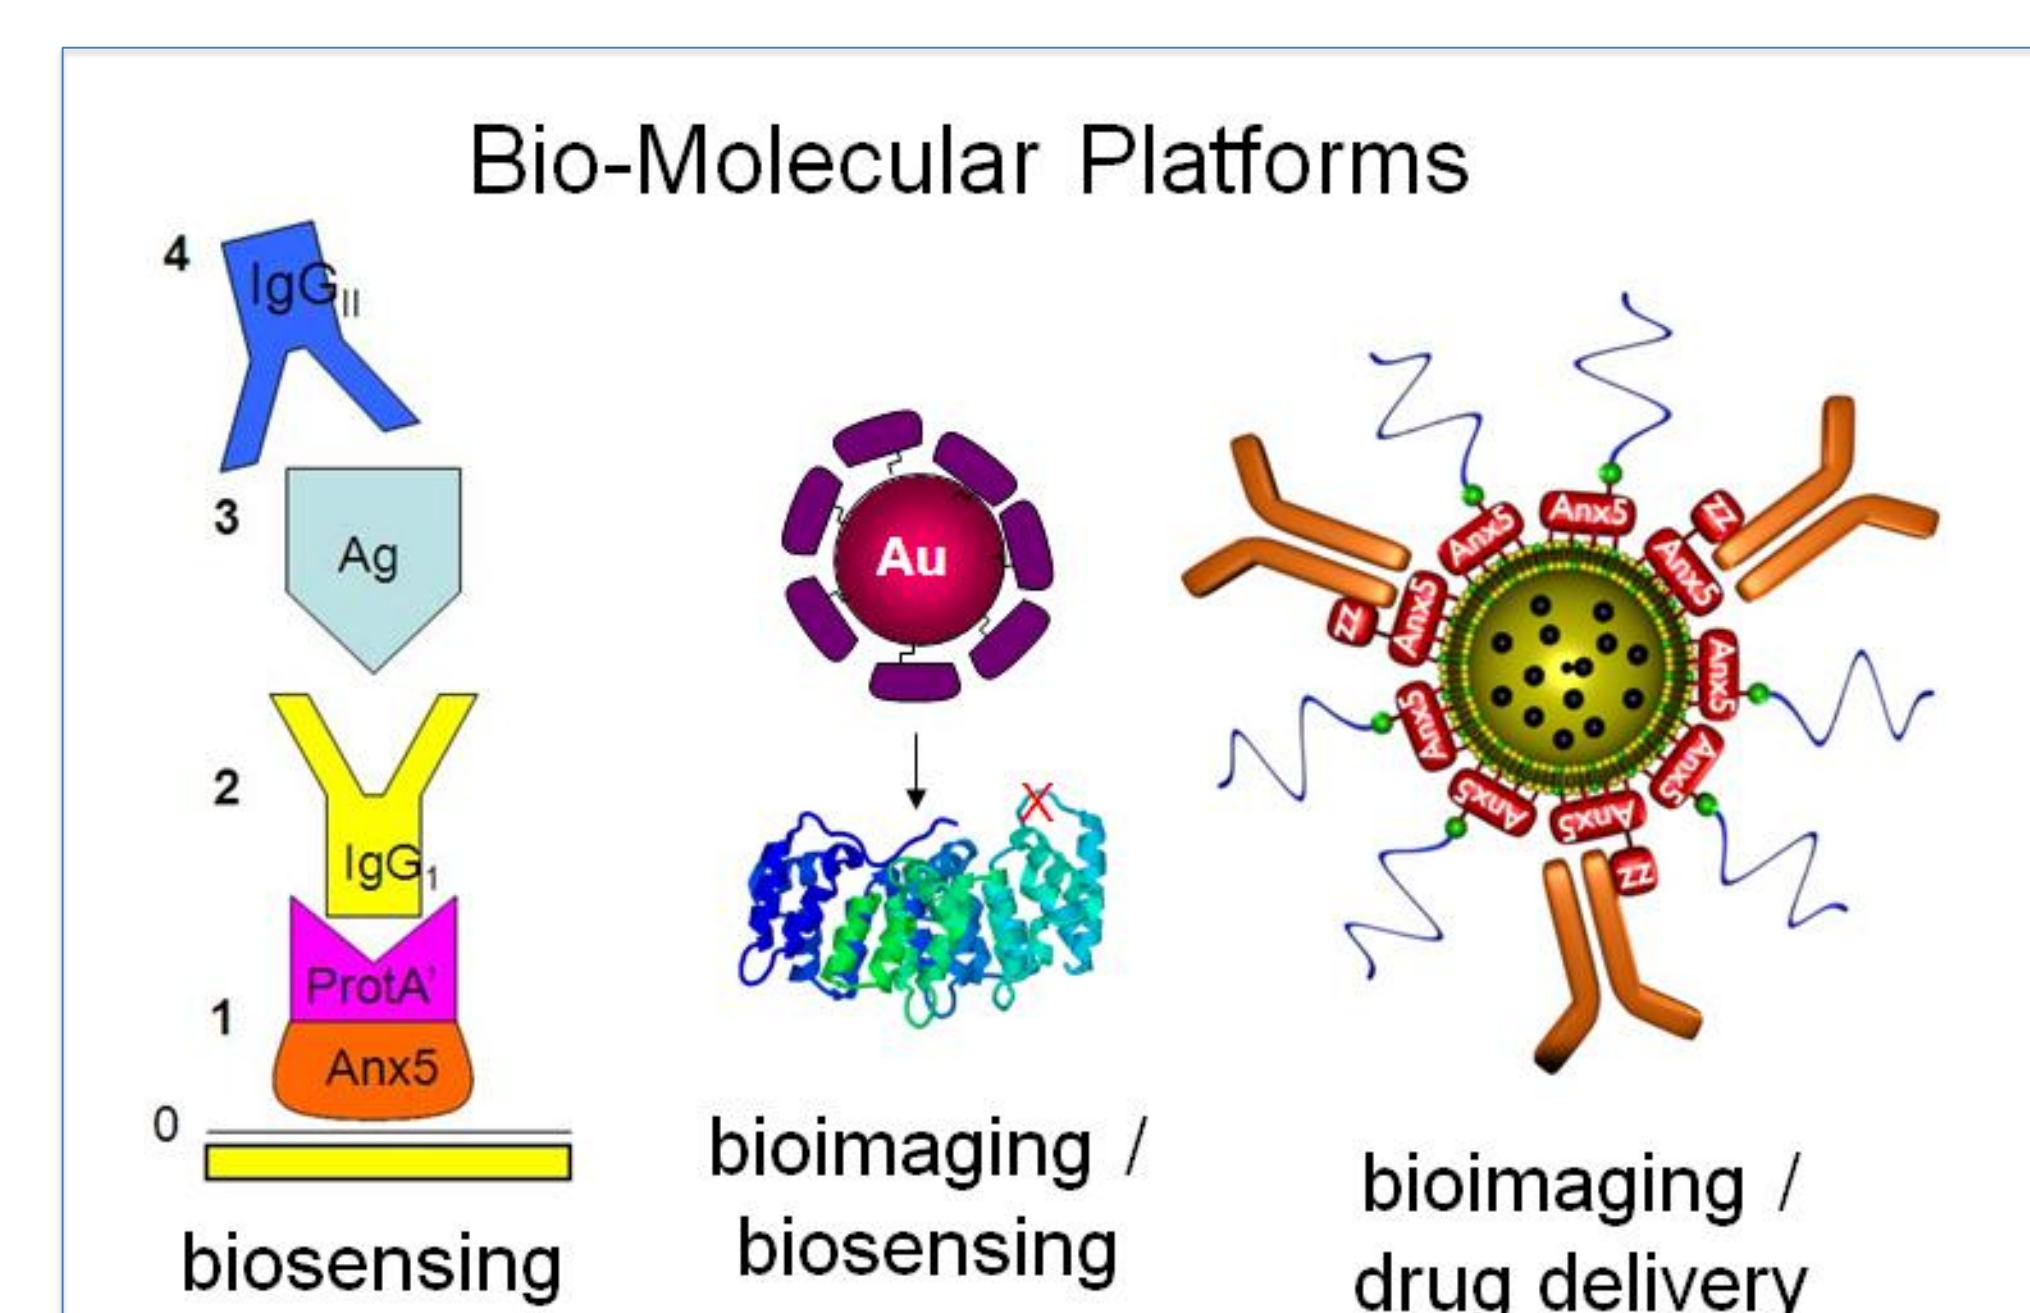 Bio-Molecular Platforms
4
IgGII
3
Ag
2
IgG1
ProtA'
1
Anx5
0
biosensing
Au
X
bioimaging /
biosensing
Anx5
Anx5
zz
Anx5
Anx5
zz
Anx5
Anx5
Anx5
Anx5
Anx5
zz
bioimaging /
drug delivery